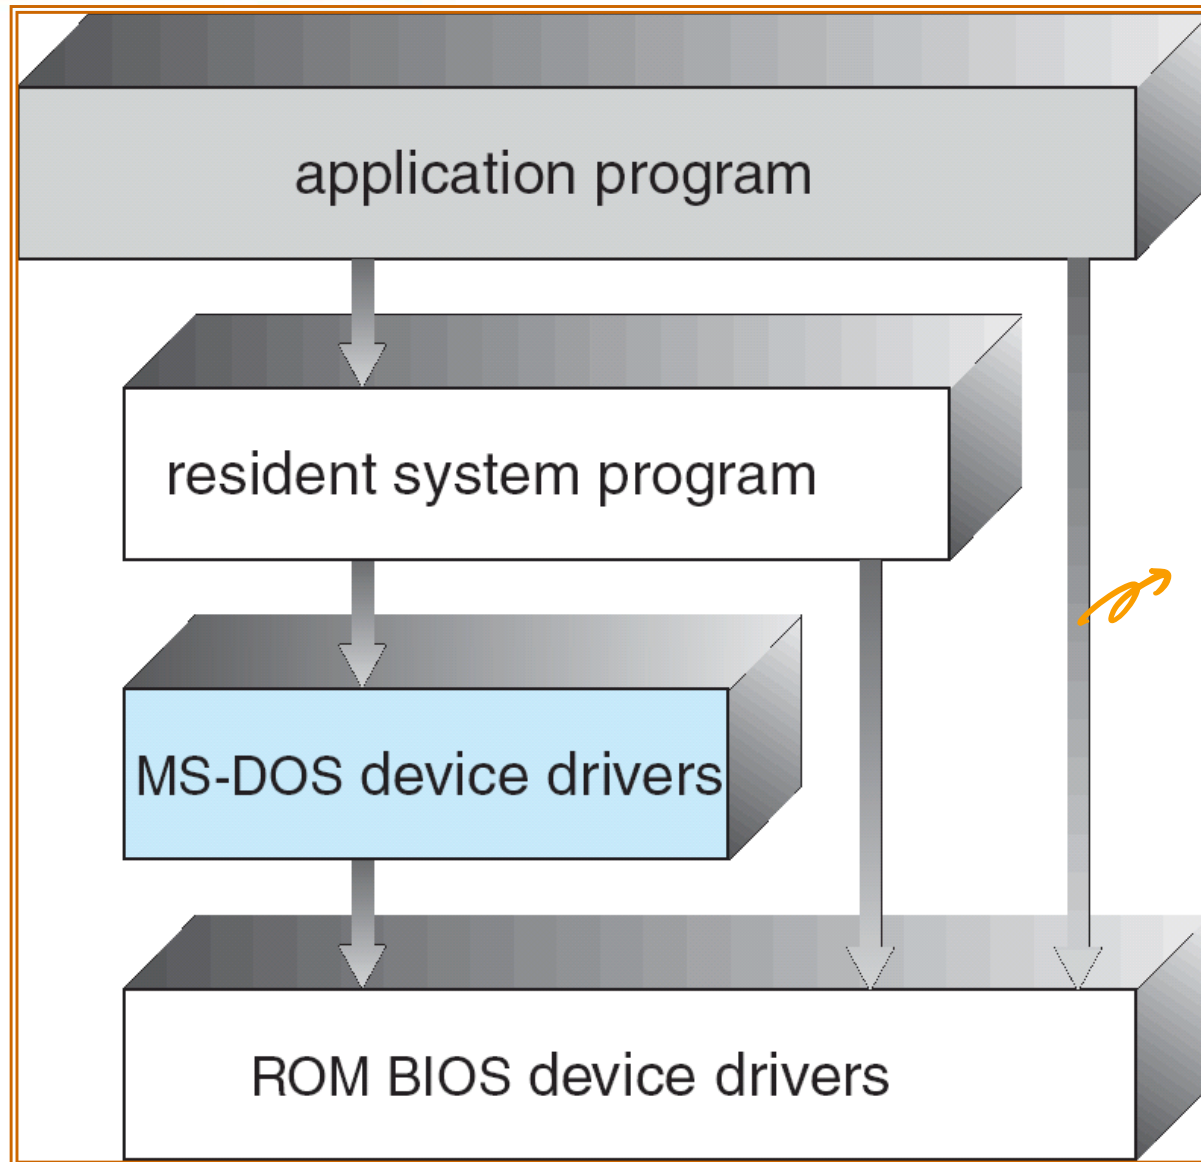 application program
resident system program
MS-DOS device drivers
ROM BIOS device drivers